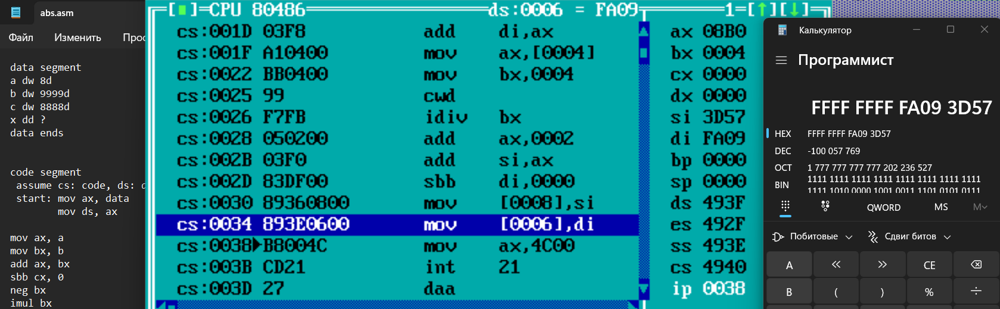 abs.asm
Файл Изменить Прос
data segment
a dw 8d
b dw 9999d
c dw 8888d
x dd ?
data ends
code segment
assume cs: code, ds: d
start: mov ax, data
mov ds, ax
mov ax, a
mov bx, b
add ax, bx
sbb cx, 0
neg bx
imul bx
[■]=CPU 80486 ds:0006 = FA09 1=[↑][↓]
cs:001D 03F8 add di,ax
cs:001F A10400 mov ax,[0004]
cs:0022 BB0400 mov bx,0004
cs:0025 99 cwd
cs:0026 F7FB idiv bx
cs:0028 050200 add ax,0002
cs:002B 03F0 add si,ax
cs:002D 83DF00 sbb di,0000
cs:0030 89360800 mov [0008],si
cs:0034 893E0600 mov [0006],di
cs:0038►B8004C mov ax,4C00
cs:003B CD21 int 21
cs:003D 27 daa
ax 08B0
bx 0004
cx 0000
dx 0000
si 3D57
di FA09
bp 0000
sp 0000
ds 493F
es 492F
ss 493E
cs 4940
ip 0038
Калькулятор
Программист
FFFF FFFF FA09 3D57
HEX FFFF FFFF FA09 3D57
DEC -100 057 769
OCT 1 777 777 777 777 202 236 527
BIN 1111 1111 1111 1111 1111 1111 1111 1111
1111 1010 0000 1001 0011 1101 0101 0111
QWORD MS M
Побитовые Сдвиг битов
A << >> CE
B ( ) % ÷